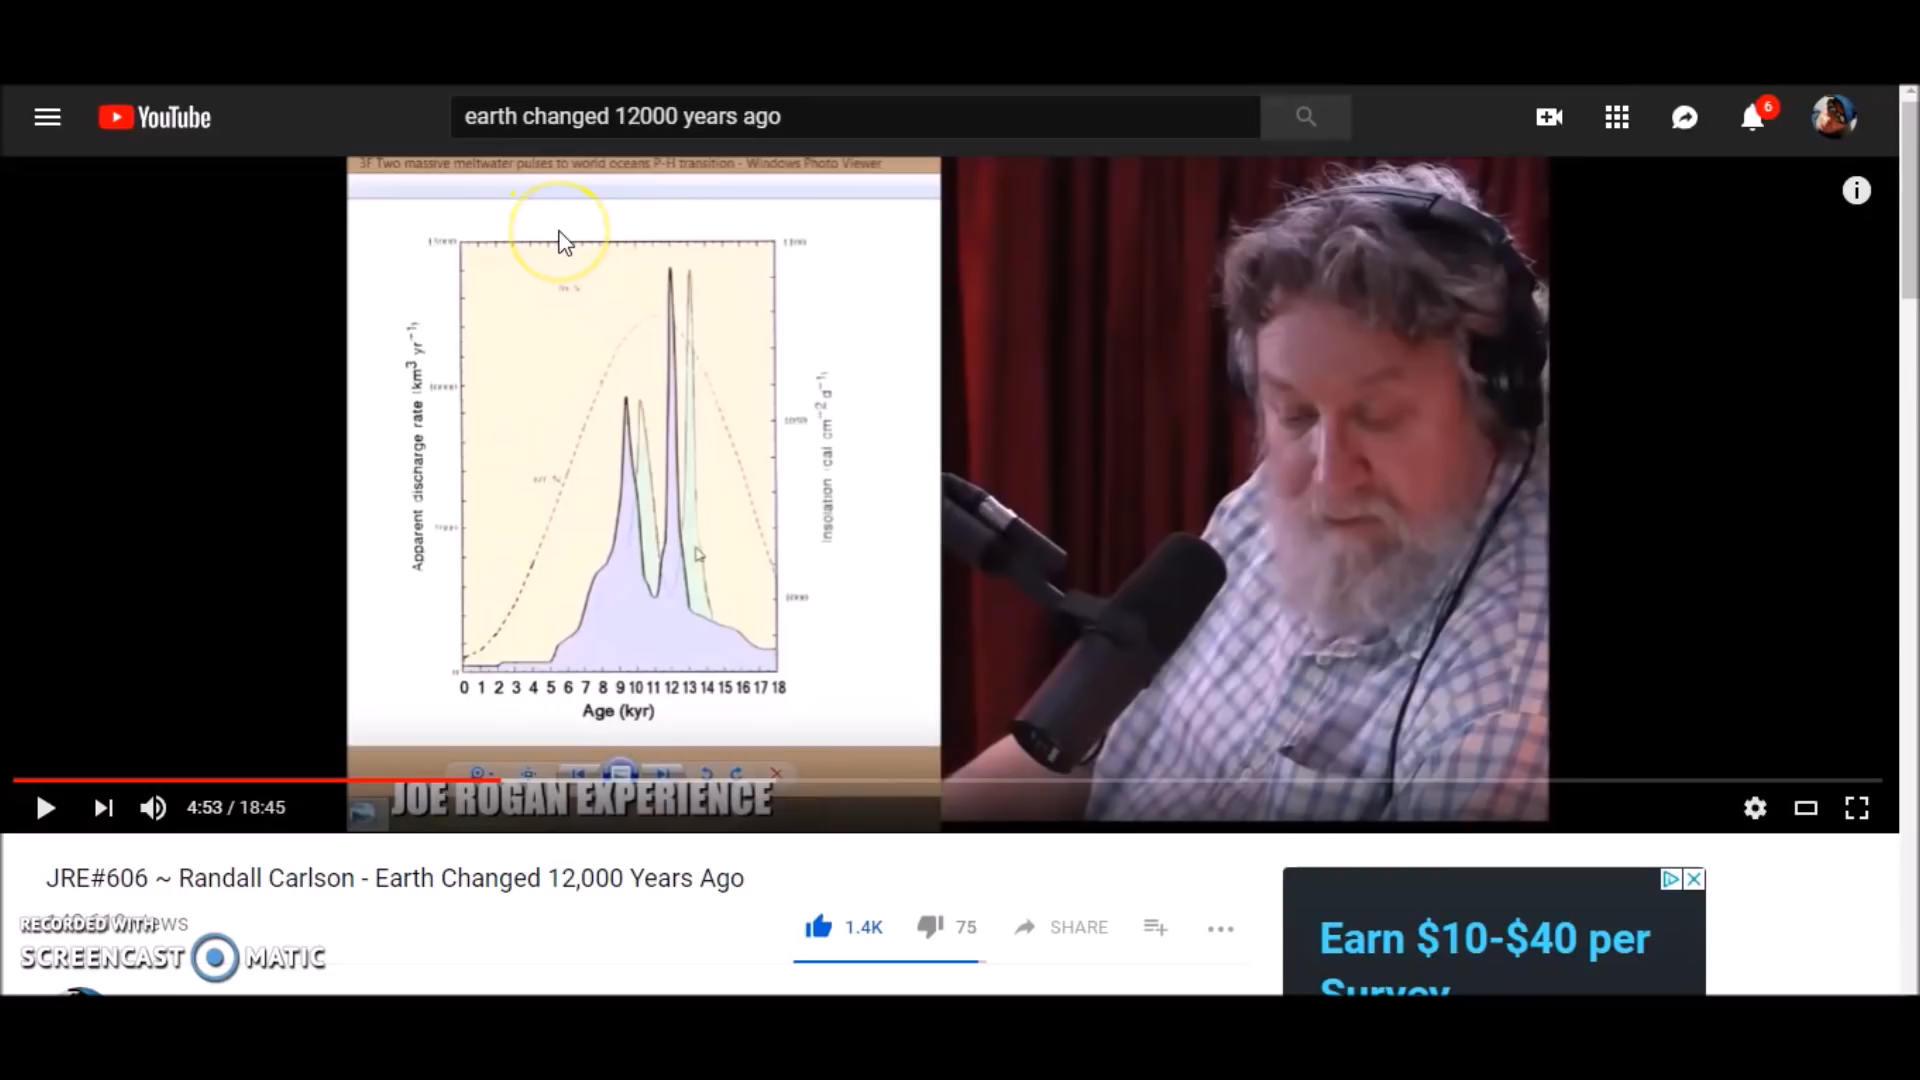 YouTube
earth changed 12000 years ago
6
3F Two massive meltwater pulses to world oceans P-H transition - Windows Photo Viewer
Apparent discharge rate (km³ yr⁻¹)
Insolation (cal cm⁻² d⁻¹)
0 1 2 3 4 5 6 7 8 9 10 11 12 13 14 15 16 17 18
Age (kyr)
JOE ROGAN EXPERIENCE
4:53 / 18:45
JRE#606 ~ Randall Carlson - Earth Changed 12,000 Years Ago
RECORDED WITH
SCREENCAST MATIC
1.4K
75
SHARE
Earn $10-$40 per
Survey